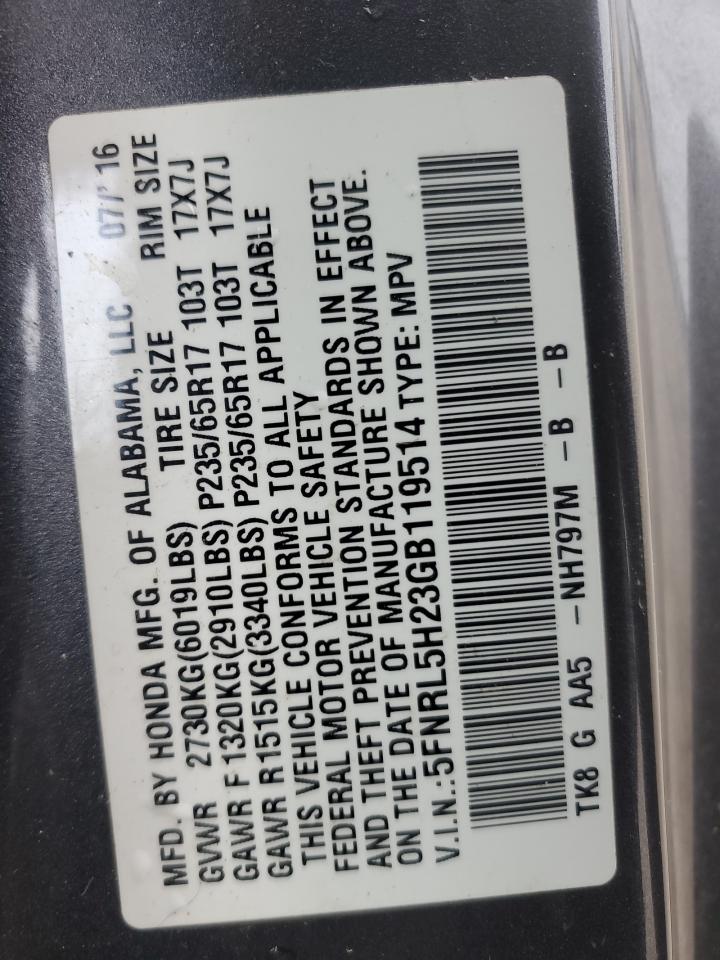 MFD. BY HONDA MFG. OF ALABAMA, LLC 07/'16
GVWR 2730KG(6019LBS) TIRE SIZE RIM SIZE
GAWR F 1320KG(2910LBS) P235/65R17 103T 17X7J
GAWR R1515KG(3340LBS) P235/65R17 103T 17X7J
THIS VEHICLE CONFORMS TO ALL APPLICABLE
FEDERAL MOTOR VEHICLE SAFETY
AND THEFT PREVENTION STANDARDS IN EFFECT
ON THE DATE OF MANUFACTURE SHOWN ABOVE.
V.I.N.:5FNRL5H23GB119514 TYPE: MPV
TK8 G AA5 -NH797M -B -B